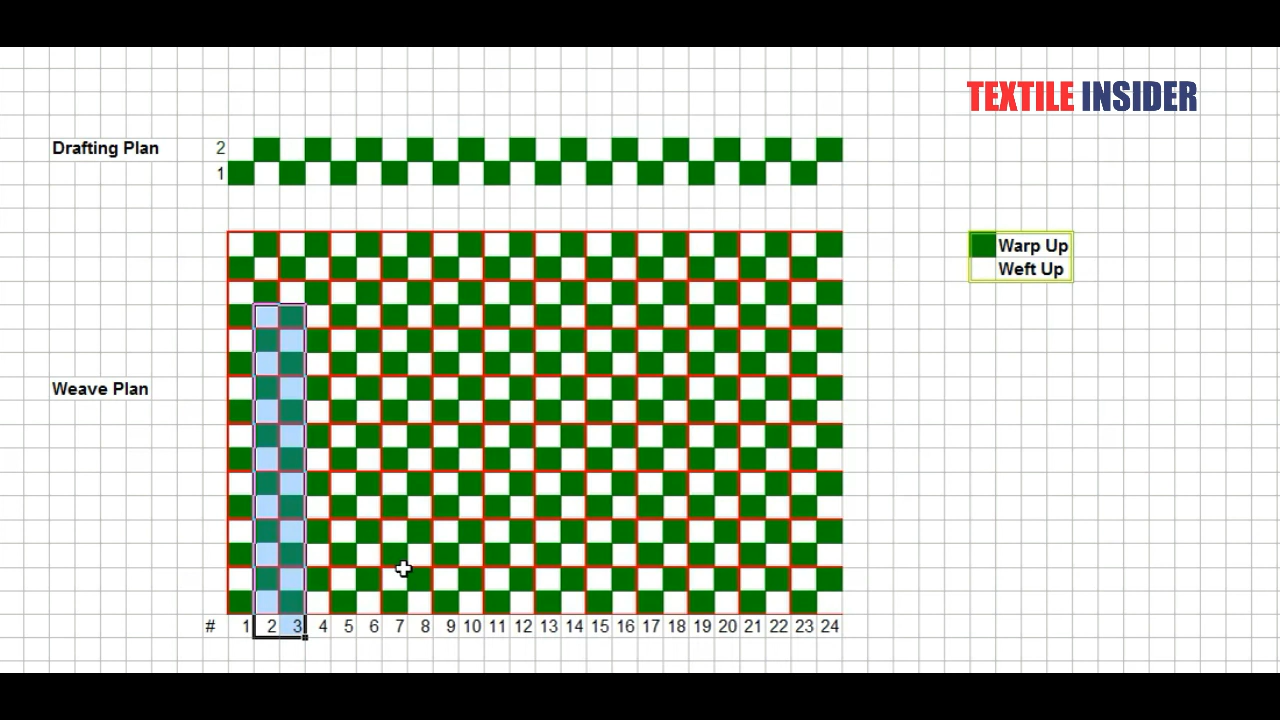 TEXTILE INSIDER
Drafting Plan 2
1
Warp Up
Weft Up
Weave Plan
# 1 2 3 4 5 6 7 8 9 10 11 12 13 14 15 16 17 18 19 20 21 22 23 24